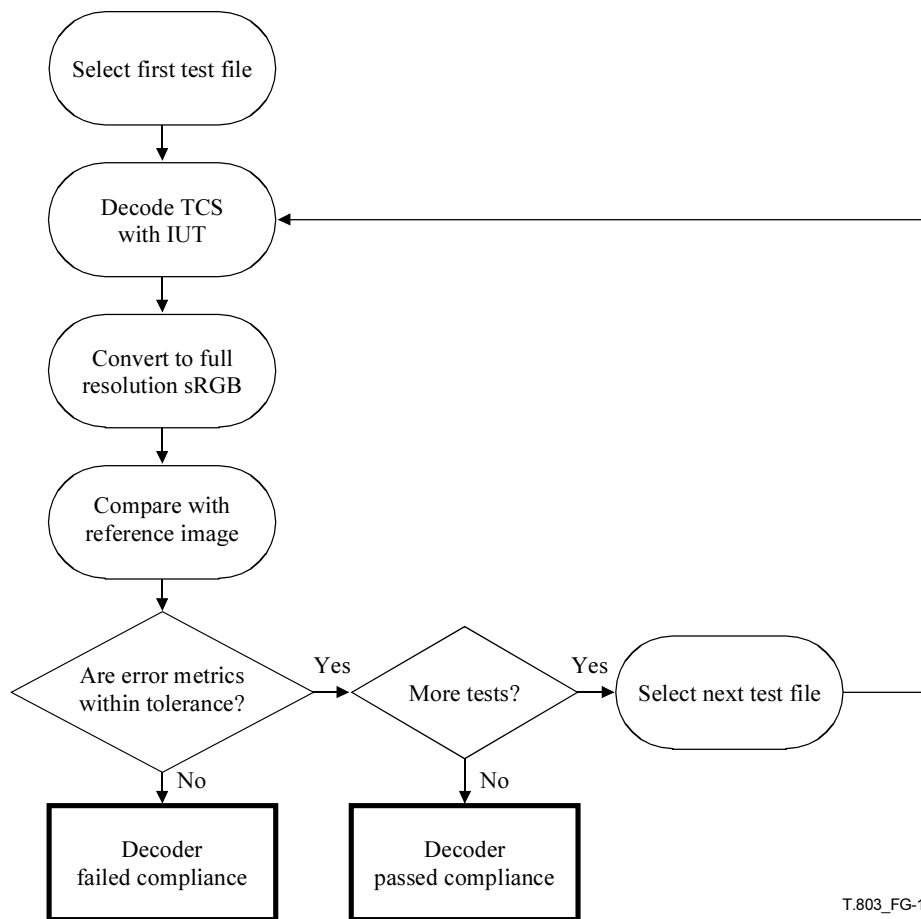 Select first test file
Decode TCS
with IUT
Convert to full
resolution sRGB
Compare with
reference image
Are error metrics
within tolerance?
Yes
More tests?
Yes
Select next test file
No
No
Decoder
failed compliance
Decoder
passed compliance
T.803_FG-1